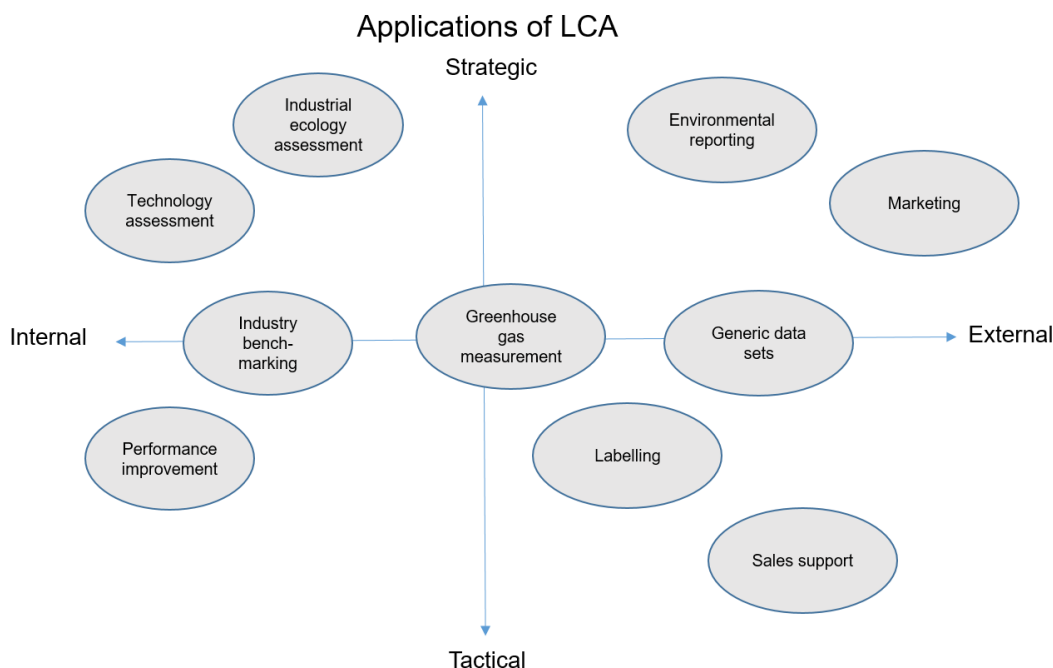 Applications of LCA
Strategic
Industrial
ecology
assessment
Environmental
reporting
Technology
assessment
Marketing
Internal
Industry
bench-
marking
Greenhouse
gas
measurement
Generic data
sets
External
Performance
improvement
Labelling
Sales support
Tactical